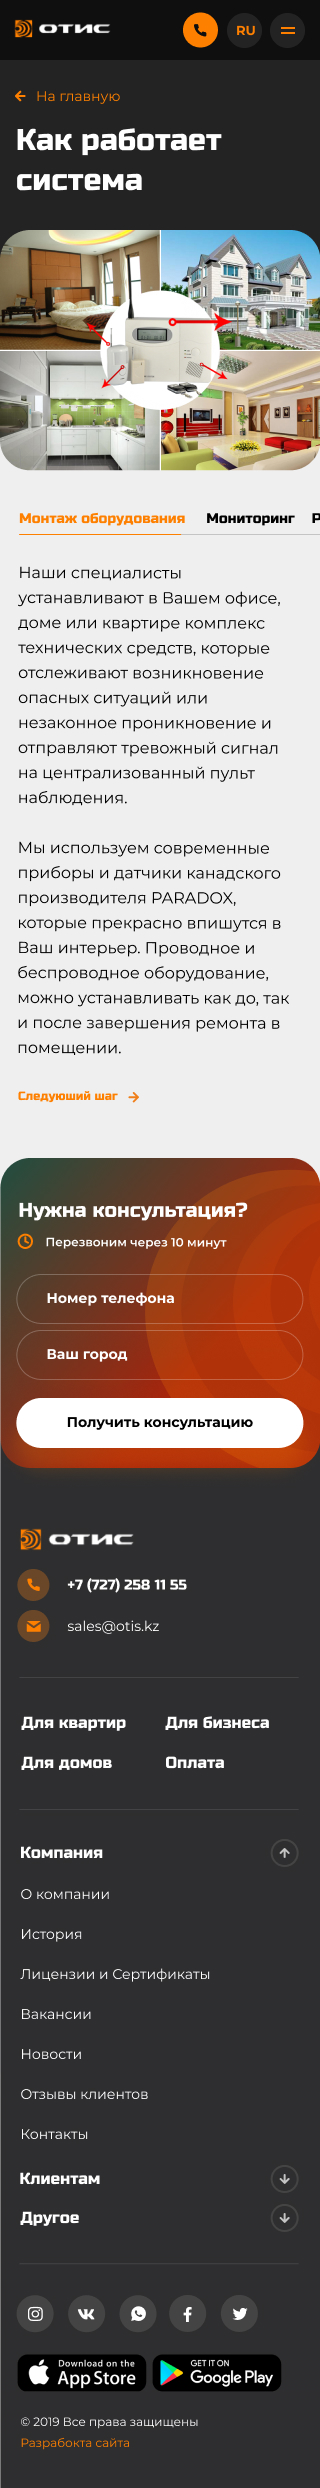 ОТИС
RU
На главную
Как работает
система
Монтаж оборудования Мониторинг Р
Наши специалисты
устанавливают в Вашем офисе,
доме или квартире комплекс
технических средств, которые
отслеживают возникновение
опасных ситуаций или
незаконное проникновение и
отправляют тревожный сигнал
на централизованный пульт
наблюдения.
Мы используем современные
приборы и датчики канадского
производителя PARADOX,
которые прекрасно впишутся в
Ваш интерьер. Проводное и
беспроводное оборудование,
можно устанавливать как до, так
и после завершения ремонта в
помещении.
Следуюший шаг
Нужна консультация?
Перезвоним через 10 минут
Номер телефона
Ваш город
Получить консультацию
ОТИС
+7 (727) 258 11 55
sales@otis.kz
Для квартир Для бизнеса
Для домов Оплата
Компания
О компании
История
Лицензии и Сертификаты
Вакансии
Новости
Отзывы клиентов
Контакты
Клиентам
Другое
Download on the
App Store
GET IT ON
Google Play
© 2019 Все права защищены
Разрабокта сайта